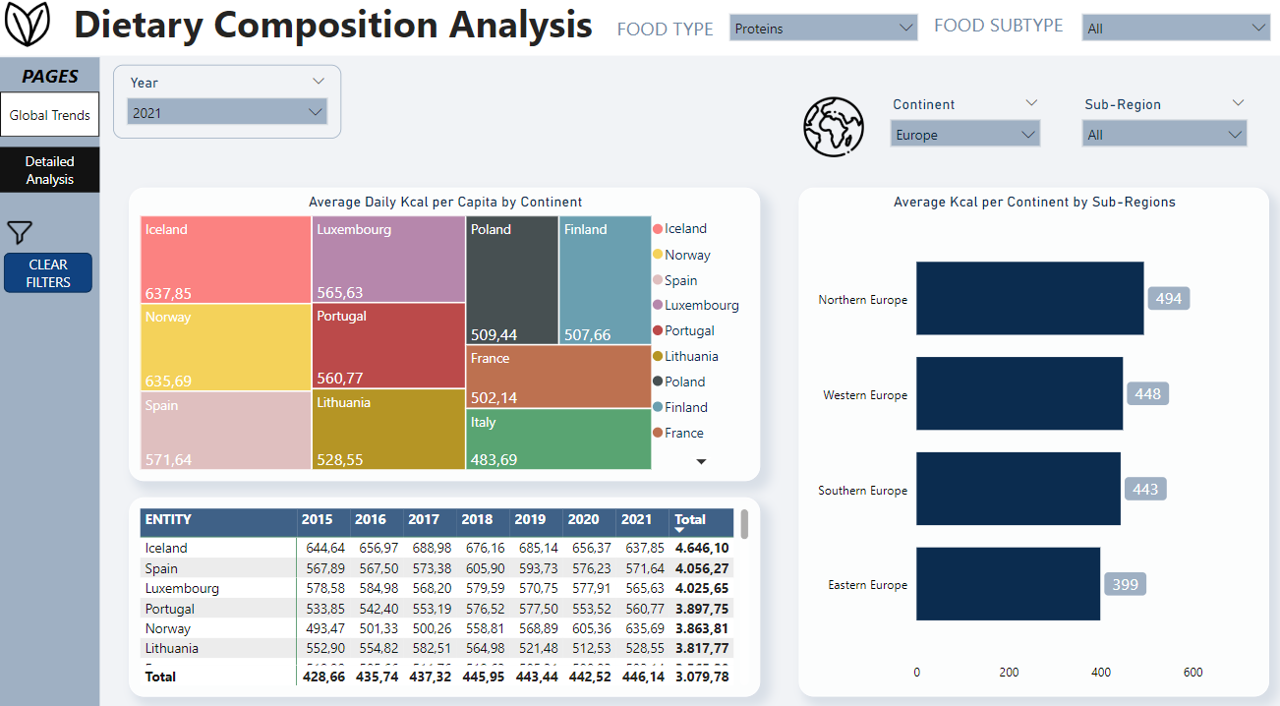 Dietary Composition Analysis
FOOD TYPE
Proteins
FOOD SUBTYPE
All
PAGES
Global Trends
Detailed
Analysis
CLEAR
FILTERS
Year
2021
Continent
Europe
Sub-Region
All
Average Daily Kcal per Capita by Continent
Iceland
637,85
Norway
635,69
Spain
571,64
Luxembourg
565,63
Portugal
560,77
Lithuania
528,55
Poland
509,44
Finland
507,66
France
502,14
Italy
483,69
Iceland
Norway
Spain
Luxembourg
Portugal
Lithuania
Poland
Finland
France
ENTITY 2015 2016 2017 2018 2019 2020 2021 Total
Iceland 644,64 656,97 688,98 676,16 685,14 656,37 637,85 4.646,10
Spain 567,89 567,50 573,38 605,90 593,73 576,23 571,64 4.056,27
Luxembourg 578,58 584,98 568,20 579,59 570,75 577,91 565,63 4.025,65
Portugal 533,85 542,40 553,19 576,52 577,50 553,52 560,77 3.897,75
Norway 493,47 501,33 500,26 558,81 568,89 605,36 635,69 3.863,81
Lithuania 552,90 554,82 582,51 564,98 521,48 512,53 528,55 3.817,77
Total 428,66 435,74 437,32 445,95 443,44 442,52 446,14 3.079,78
Average Kcal per Continent by Sub-Regions
Northern Europe 494
Western Europe 448
Southern Europe 443
Eastern Europe 399
0 200 400 600